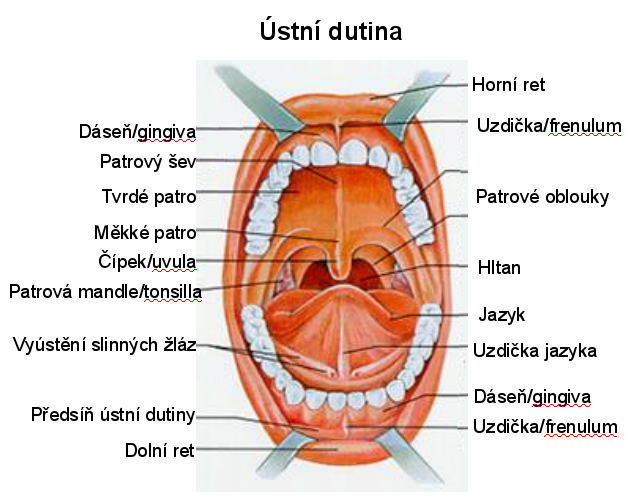 Ústní dutina
Horní ret
Dáseň/gingiva
Uzdička/frenulum
Patrový šev
Tvrdé patro
Patrové oblouky
Měkké patro
Čípek/uvula
Hltan
Patrová mandle/tonsilla
Jazyk
Vyústění slinných žláz
Uzdička jazyka
Dáseň/gingiva
Předsíň ústní dutiny
Uzdička/frenulum
Dolní ret